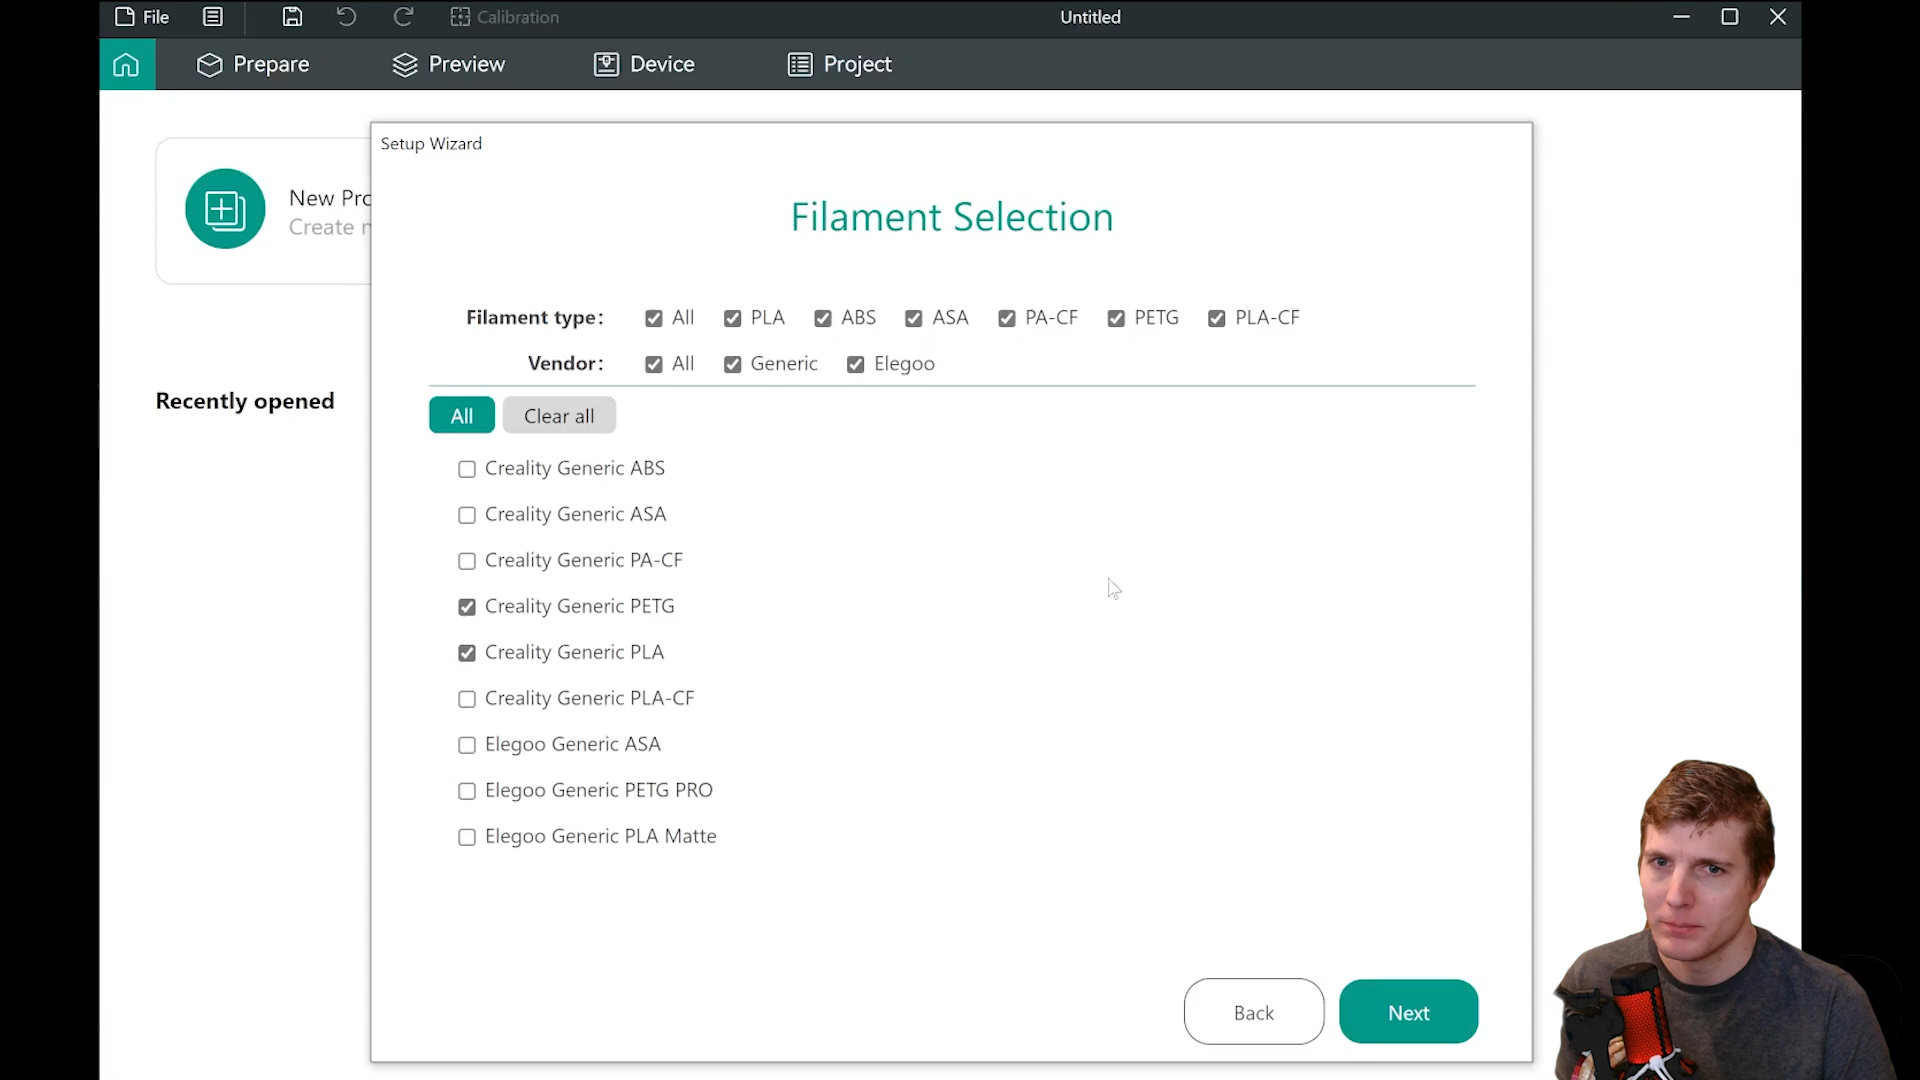 File Calibration Untitled
Prepare Preview Device Project
Setup Wizard
New Pro
Create n
Filament Selection
Filament type: All PLA ABS ASA PA-CF PETG PLA-CF
Vendor: All Generic Elegoo
Recently opened
All Clear all
Creality Generic ABS
Creality Generic ASA
Creality Generic PA-CF
Creality Generic PETG
Creality Generic PLA
Creality Generic PLA-CF
Elegoo Generic ASA
Elegoo Generic PETG PRO
Elegoo Generic PLA Matte
Back Next